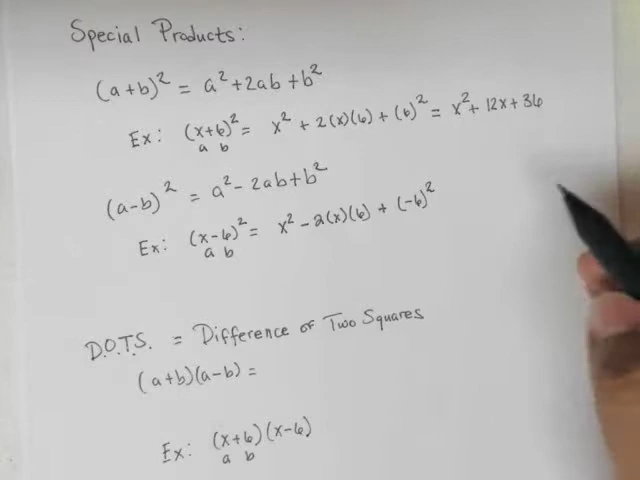 Special Products:
(a+b)² = a² + 2ab + b²
Ex: (x+6)² = x² + 2(x)(6) + (6)² = x² + 12x + 36
a b
(a-b)² = a² - 2ab + b²
Ex: (x-6)² = x² - 2(x)(6) + (-6)²
a b
D.O.T.S. = Difference of Two Squares
(a+b)(a-b) =
Ex: (x+6)(x-6)
a b